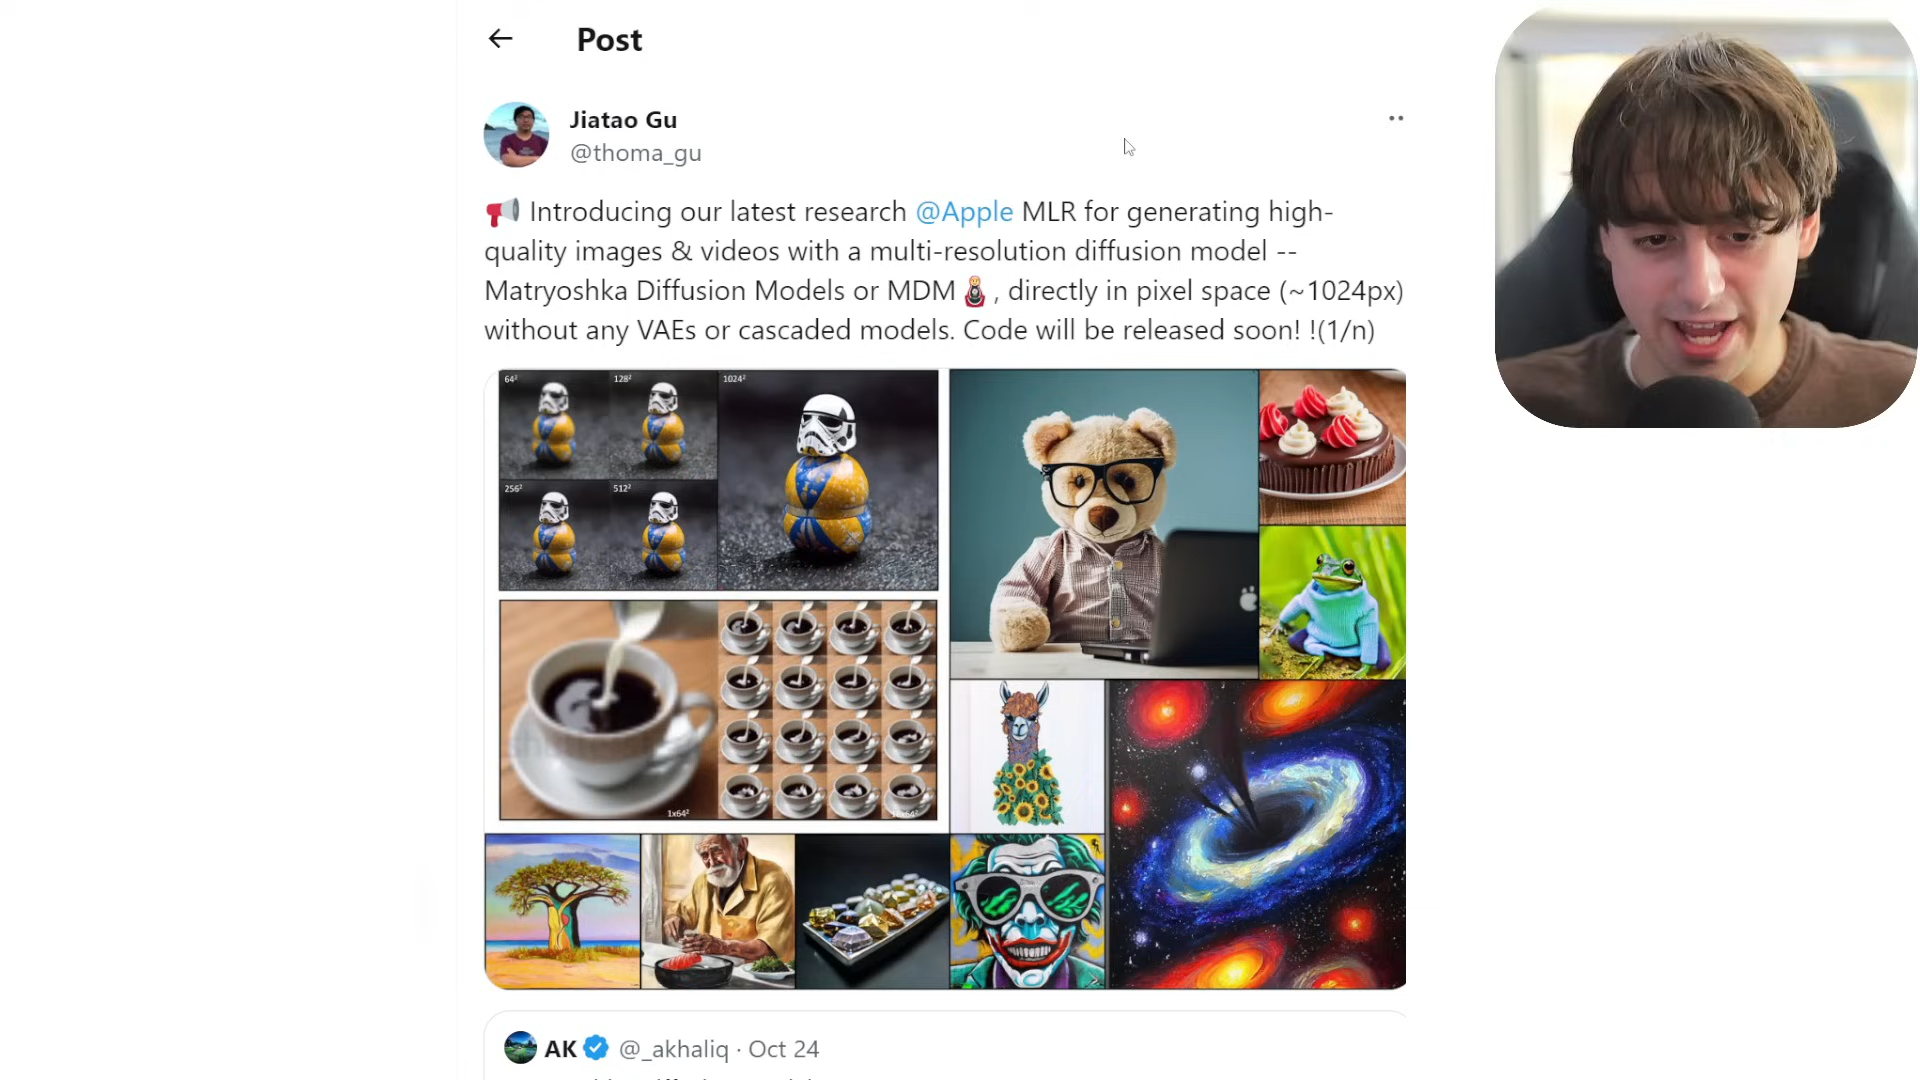 Post
Jiatao Gu
@thoma_gu
Introducing our latest research @Apple MLR for generating high-
quality images & videos with a multi-resolution diffusion model --
Matryoshka Diffusion Models or MDM🪆, directly in pixel space (~1024px)
without any VAEs or cascaded models. Code will be released soon! !(1/n)
64²
128²
1024²
256²
512²
1x64²
AK @_akhaliq · Oct 24